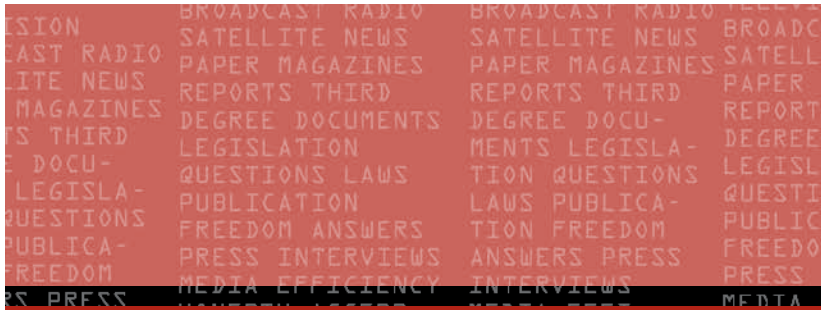 ISION
CAST RADIO
LITE NEWS
MAGAZINES
TS THIRD
E DOCU-
LEGISLA-
QUESTIONS
PUBLICA-
FREEDOM
RS PRESS
BROADCAST RADIO
SATELLITE NEWS
PAPER MAGAZINES
REPORTS THIRD
DEGREE DOCUMENTS
LEGISLATION
QUESTIONS LAWS
PUBLICATION
FREEDOM ANSWERS
PRESS INTERVIEWS
MEDIA EFFICIENCY
BROADCAST RADIO
SATELLITE NEWS
PAPER MAGAZINES
REPORTS THIRD
DEGREE DOCU-
MENTS LEGISLA-
TION QUESTIONS
LAWS PUBLICA-
TION FREEDOM
ANSWERS PRESS
INTERVIEWS
BROADC
SATELL
PAPER
REPORT
DEGREE
LEGISL
QUESTI
PUBLIC
FREEDO
PRESS
MEDIA